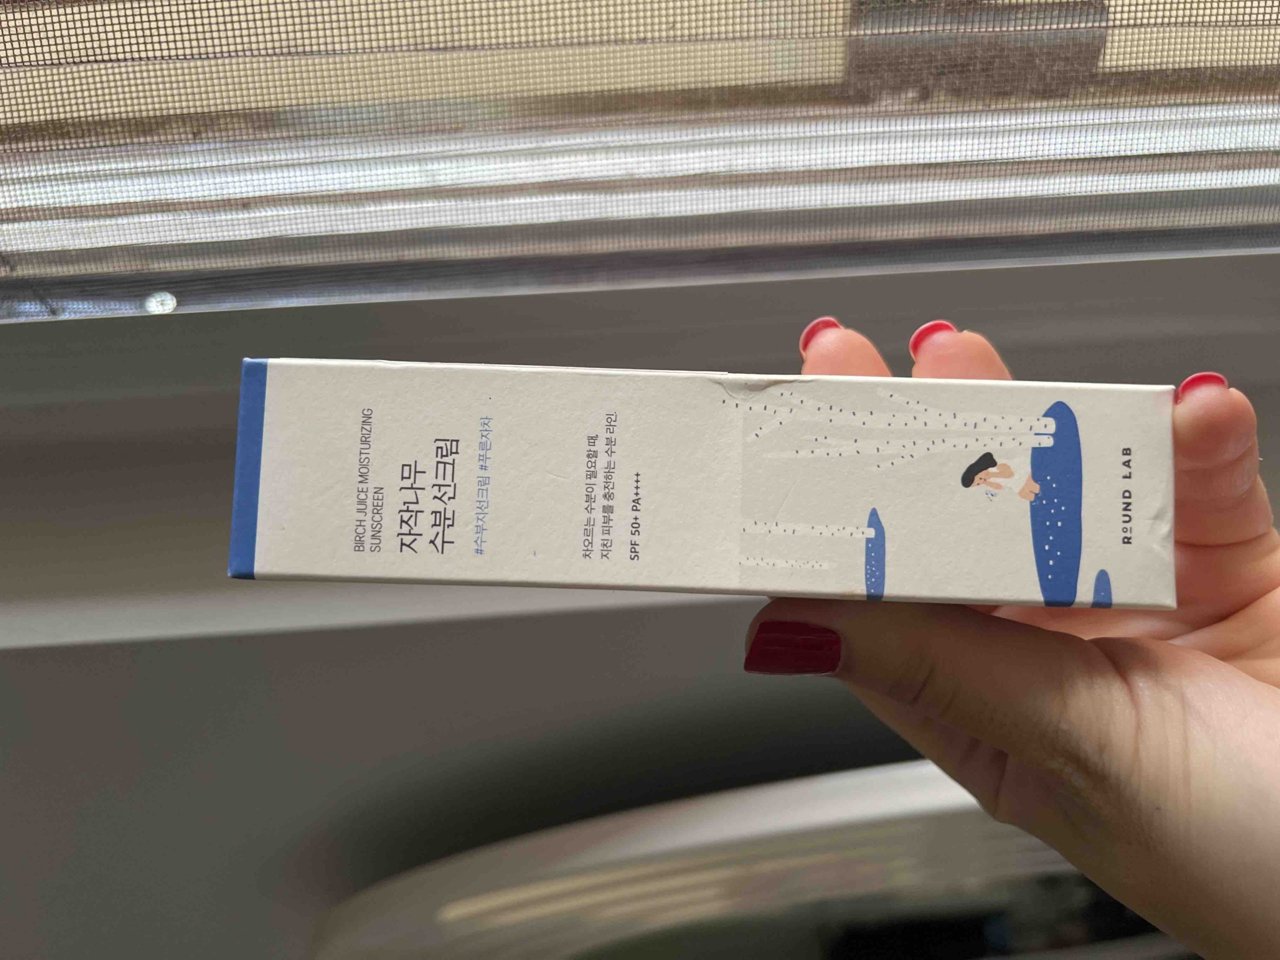 BIRCH JUICE MOISTURIZING
SUNSCREEN
자작나무
수분선크림
#수부지선크림 #푸른자차
차오르는 수분이 필요할 때,
지친 피부를 충전하는 수분 라인.
SPF 50+ PA++++
ROUND LAB